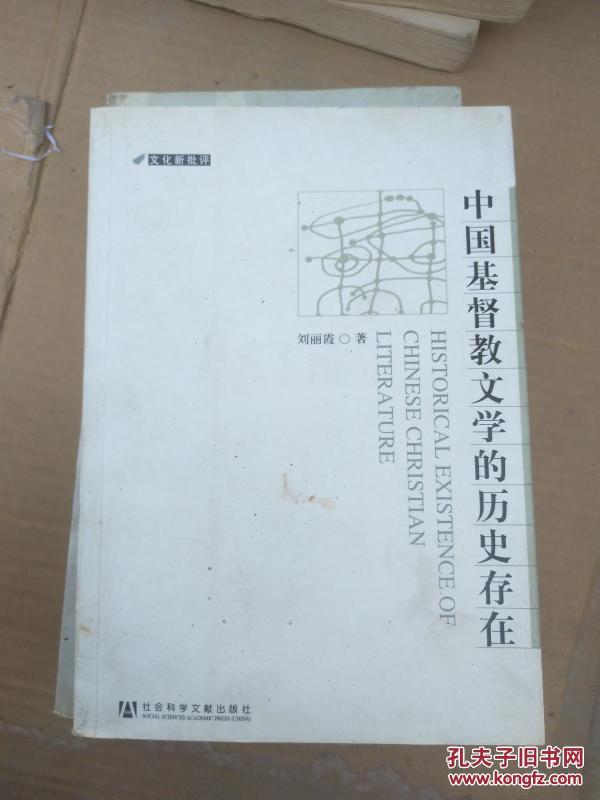 文化新批评
中国基督教文学的历史存在
刘丽霞○著
HISTORICAL EXISTENCE OF
CHINESE CHRISTIAN
LITERATURE
社会科学文献出版社
SOCIAL SCIENCES ACADEMIC PRESS (CHINA)
孔夫子旧书网
www.kongfz.com